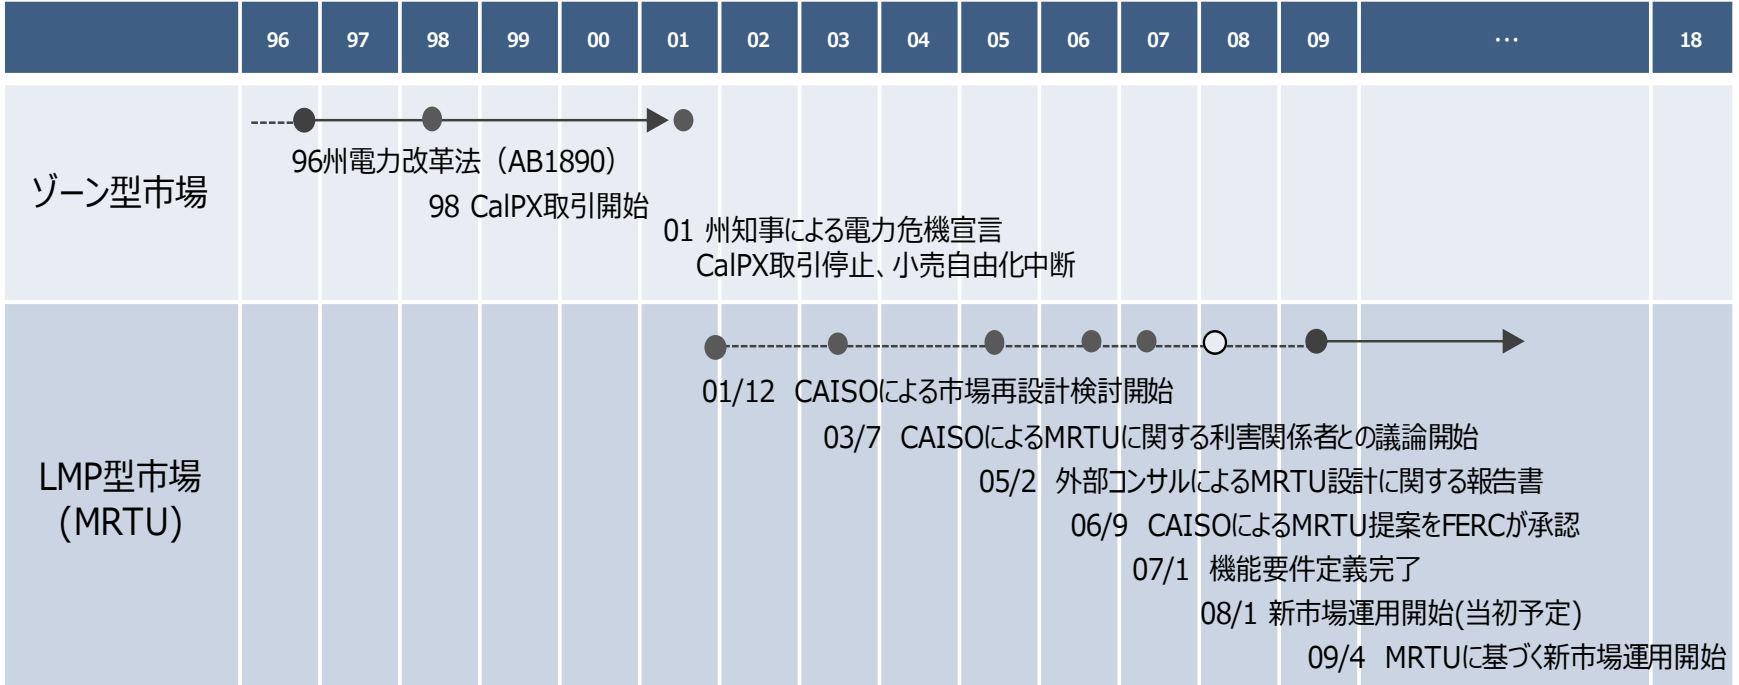 96 97 98 99 00 01 02 03 04 05 06 07 08 09 … 18
ゾーン型市場
96州電力改革法（AB1890）
98 CalPX取引開始
01 州知事による電力危機宣言
CalPX取引停止、小売自由化中断
LMP型市場
(MRTU)
01/12 CAISOによる市場再設計検討開始
03/7 CAISOによるMRTUに関する利害関係者との議論開始
05/2 外部コンサルによるMRTU設計に関する報告書
06/9 CAISOによるMRTU提案をFERCが承認
07/1 機能要件定義完了
08/1 新市場運用開始(当初予定)
09/4 MRTUに基づく新市場運用開始